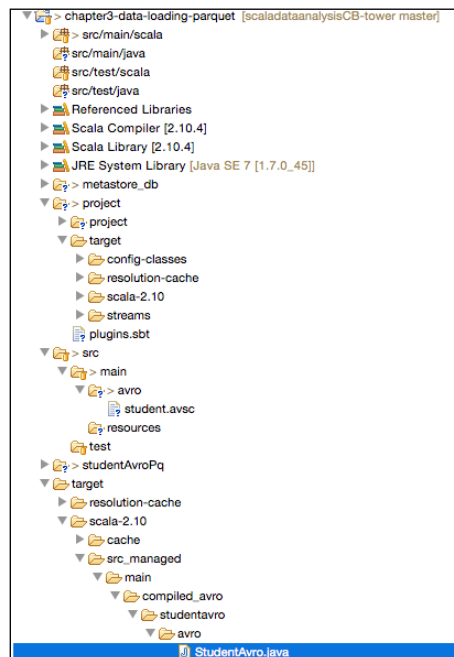 > chapter3-data-loading-parquet [scaladataanalysisCB-tower master]
> src/main/scala
src/main/java
src/test/scala
src/test/java
Referenced Libraries
Scala Compiler [2.10.4]
Scala Library [2.10.4]
JRE System Library [Java SE 7 [1.7.0_45]]
> metastore_db
> project
project
target
config-classes
resolution-cache
scala-2.10
streams
plugins.sbt
> src
> main
> avro
student.avsc
resources
test
> studentAvroPq
target
resolution-cache
scala-2.10
cache
src_managed
main
compiled_avro
studentavro
avro
StudentAvro.java